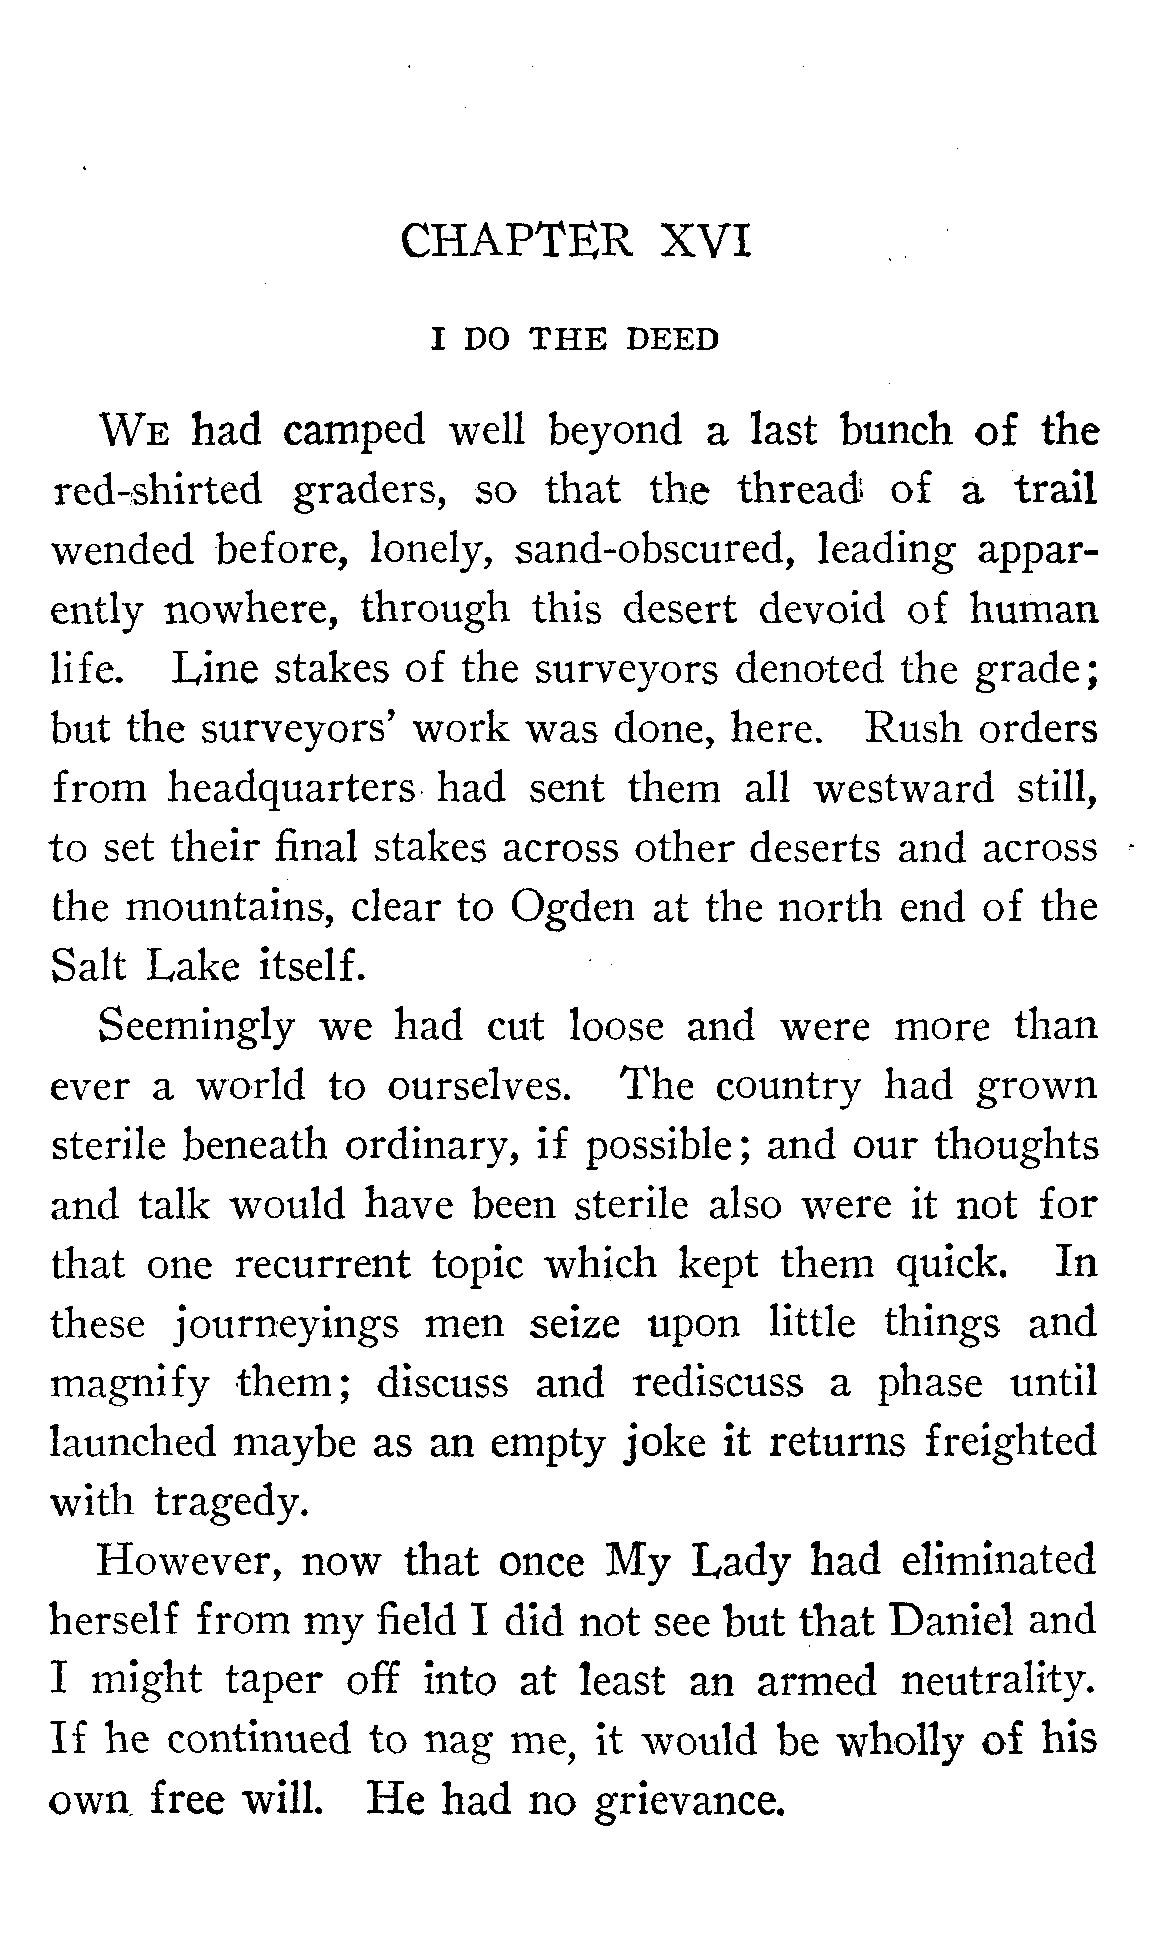 CHAPTER XVI
I DO THE DEED
WE had camped well beyond a last bunch of the
red-shirted graders, so that the thread of a trail
wended before, lonely, sand-obscured, leading appar-
ently nowhere, through this desert devoid of human
life. Line stakes of the surveyors denoted the grade;
but the surveyors' work was done, here. Rush orders
from headquarters had sent them all westward still,
to set their final stakes across other deserts and across
the mountains, clear to Ogden at the north end of the
Salt Lake itself.
Seemingly we had cut loose and were more than
ever a world to ourselves. The country had grown
sterile beneath ordinary, if possible; and our thoughts
and talk would have been sterile also were it not for
that one recurrent topic which kept them quick. In
these journeyings men seize upon little things and
magnify them; discuss and rediscuss a phase until
launched maybe as an empty joke it returns freighted
with tragedy.
However, now that once My Lady had eliminated
herself from my field I did not see but that Daniel and
I might taper off into at least an armed neutrality.
If he continued to nag me, it would be wholly of his
own free will. He had no grievance.